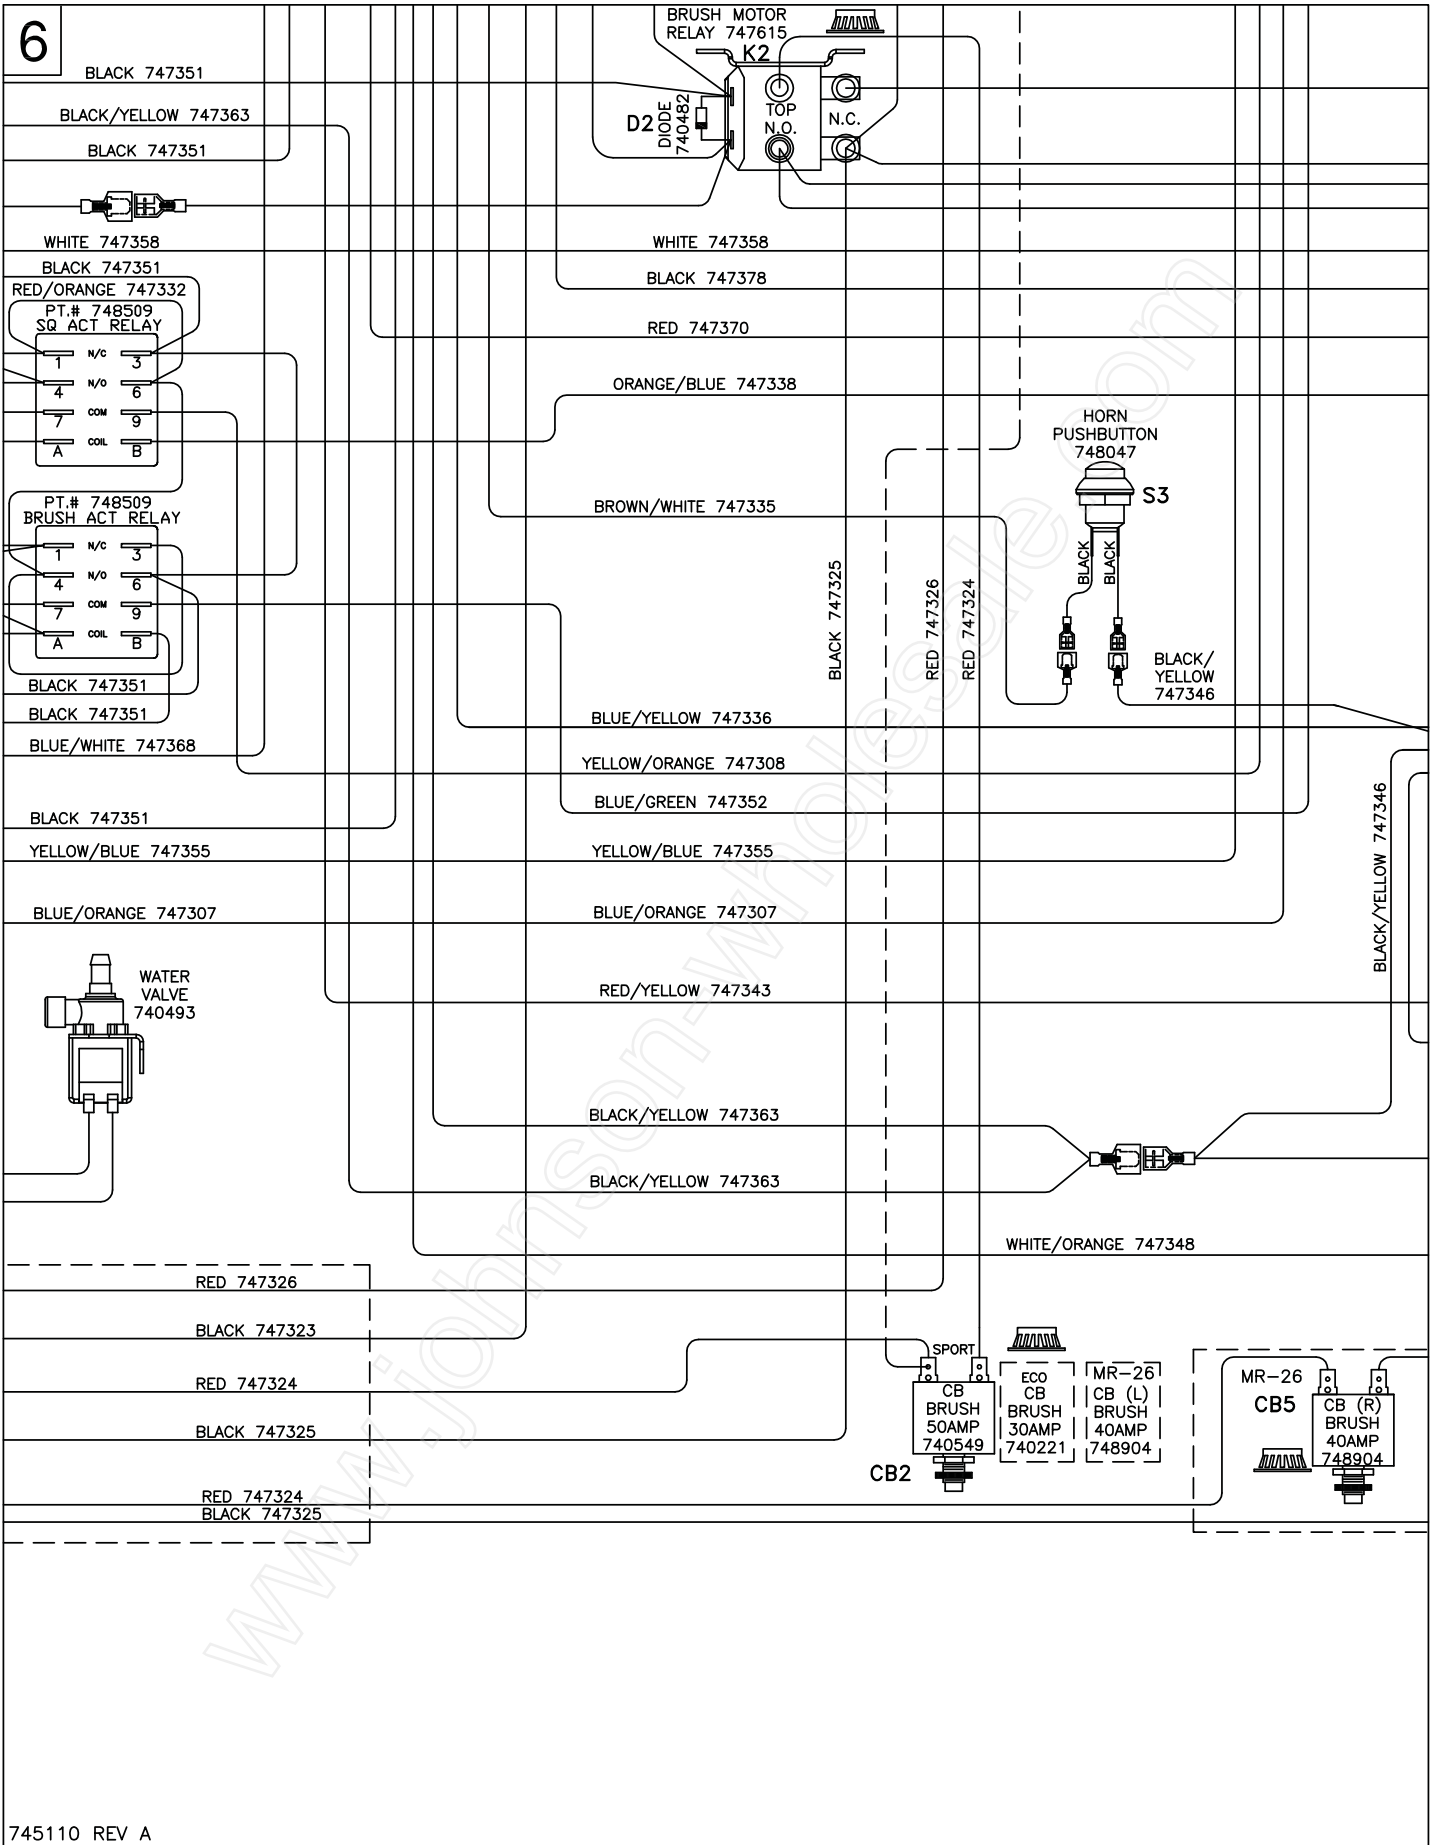 6
BRUSH MOTOR
RELAY 747615
K2
BLACK 747351
BLACK/YELLOW 747363
BLACK 747351
D2
DIODE
740482
TOP
N.O.
N.C.
WHITE 747358
WHITE 747358
BLACK 747351
BLACK 747378
RED/ORANGE 747332
PT.# 748509
SQ ACT RELAY
1 N/C 3
4 N/O 6
7 COM 9
A COIL B
RED 747370
ORANGE/BLUE 747338
HORN
PUSHBUTTON
748047
S3
BLACK
BLACK
PT.# 748509
BRUSH ACT RELAY
1 N/C 3
4 N/O 6
7 COM 9
A COIL B
BROWN/WHITE 747335
BLACK 747325
RED 747326
RED 747324
BLACK/
YELLOW
747346
BLACK 747351
BLACK 747351
BLUE/YELLOW 747336
BLUE/WHITE 747368
YELLOW/ORANGE 747308
BLUE/GREEN 747352
BLACK 747351
BLACK/YELLOW 747346
YELLOW/BLUE 747355
YELLOW/BLUE 747355
BLUE/ORANGE 747307
BLUE/ORANGE 747307
WATER
VALVE
740493
RED/YELLOW 747343
BLACK/YELLOW 747363
BLACK/YELLOW 747363
WHITE/ORANGE 747348
RED 747326
BLACK 747323
RED 747324
BLACK 747325
RED 747324
BLACK 747325
SPORT
CB
BRUSH
50AMP
740549
CB2
ECO
CB
BRUSH
30AMP
740221
MR-26
CB (L)
BRUSH
40AMP
748904
MR-26
CB5
CB (R)
BRUSH
40AMP
748904
www.johnson-wholesale.com
745110 REV A